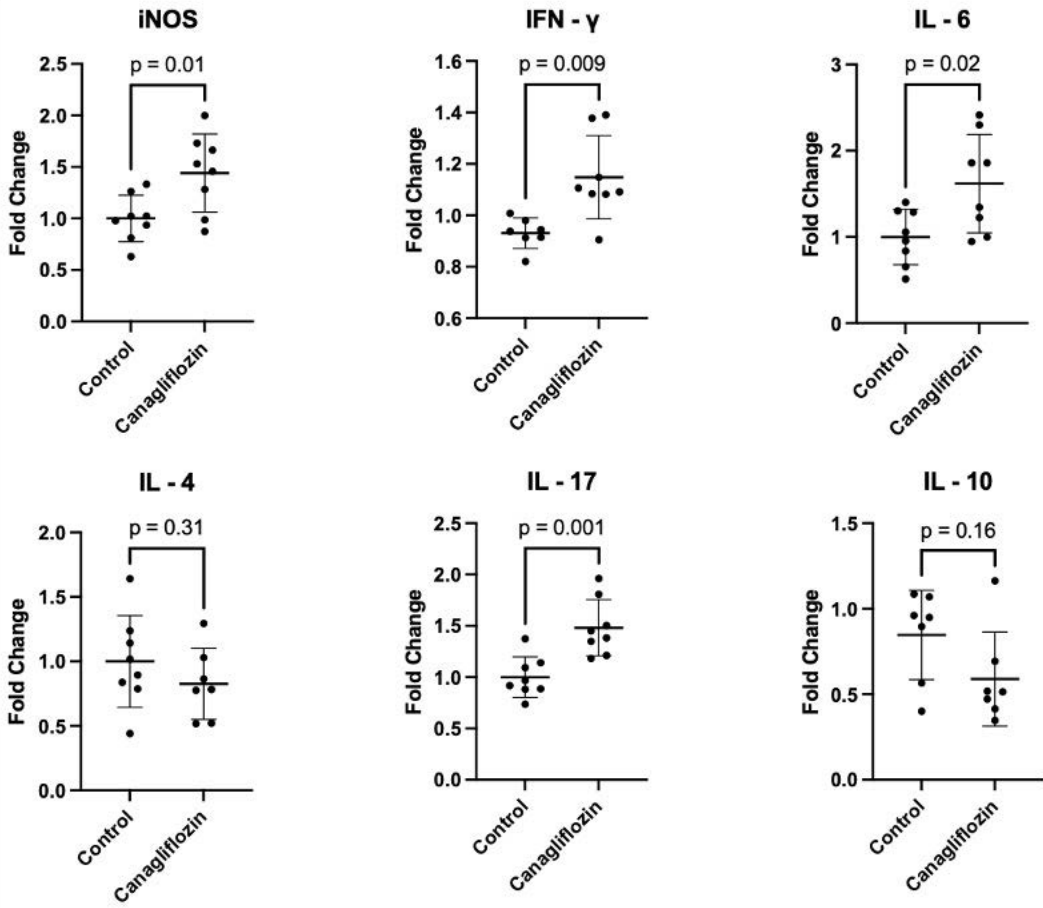 iNOS
p = 0.01
Fold Change
2.5
2.0
1.5
1.0
0.5
0.0
Control
Canagliflozin
IFN - γ
p = 0.009
Fold Change
1.6
1.4
1.2
1.0
0.8
0.6
Control
Canagliflozin
IL - 6
p = 0.02
Fold Change
3
2
1
0
Control
Canagliflozin
IL - 4
p = 0.31
Fold Change
2.0
1.5
1.0
0.5
0.0
Control
Canagliflozin
IL - 17
p = 0.001
Fold Change
2.5
2.0
1.5
1.0
0.5
0.0
Control
Canagliflozin
IL - 10
p = 0.16
Fold Change
1.5
1.0
0.5
0.0
Control
Canagliflozin